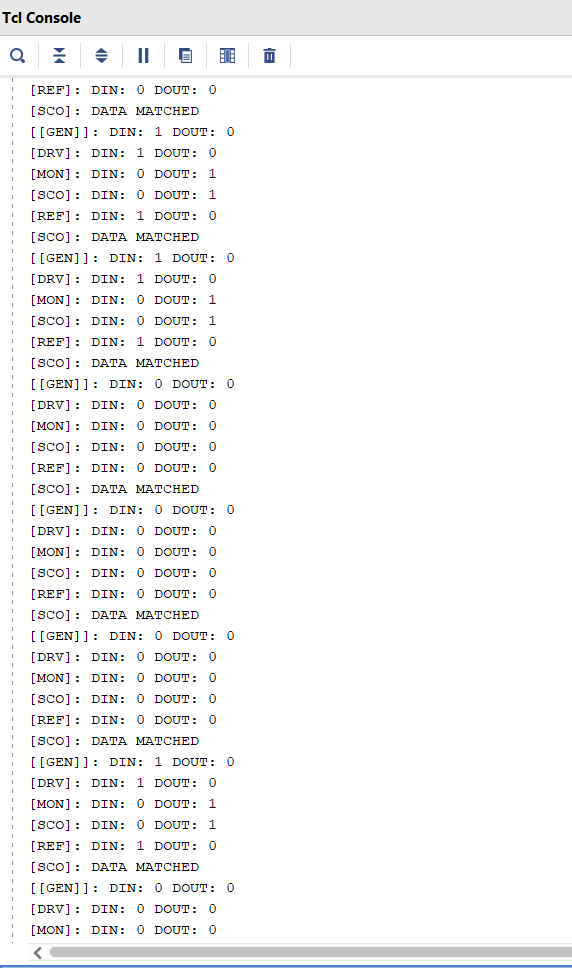 Tcl Console
[REF]: DIN: 0 DOUT: 0
[SCO]: DATA MATCHED
[[GEN]]: DIN: 1 DOUT: 0
[DRV]: DIN: 1 DOUT: 0
[MON]: DIN: 0 DOUT: 1
[SCO]: DIN: 0 DOUT: 1
[REF]: DIN: 1 DOUT: 0
[SCO]: DATA MATCHED
[[GEN]]: DIN: 1 DOUT: 0
[DRV]: DIN: 1 DOUT: 0
[MON]: DIN: 0 DOUT: 1
[SCO]: DIN: 0 DOUT: 1
[REF]: DIN: 1 DOUT: 0
[SCO]: DATA MATCHED
[[GEN]]: DIN: 0 DOUT: 0
[DRV]: DIN: 0 DOUT: 0
[MON]: DIN: 0 DOUT: 0
[SCO]: DIN: 0 DOUT: 0
[REF]: DIN: 0 DOUT: 0
[SCO]: DATA MATCHED
[[GEN]]: DIN: 0 DOUT: 0
[DRV]: DIN: 0 DOUT: 0
[MON]: DIN: 0 DOUT: 0
[SCO]: DIN: 0 DOUT: 0
[REF]: DIN: 0 DOUT: 0
[SCO]: DATA MATCHED
[[GEN]]: DIN: 0 DOUT: 0
[DRV]: DIN: 0 DOUT: 0
[MON]: DIN: 0 DOUT: 0
[SCO]: DIN: 0 DOUT: 0
[REF]: DIN: 0 DOUT: 0
[SCO]: DATA MATCHED
[[GEN]]: DIN: 1 DOUT: 0
[DRV]: DIN: 1 DOUT: 0
[MON]: DIN: 0 DOUT: 1
[SCO]: DIN: 0 DOUT: 1
[REF]: DIN: 1 DOUT: 0
[SCO]: DATA MATCHED
[[GEN]]: DIN: 0 DOUT: 0
[DRV]: DIN: 0 DOUT: 0
[MON]: DIN: 0 DOUT: 0